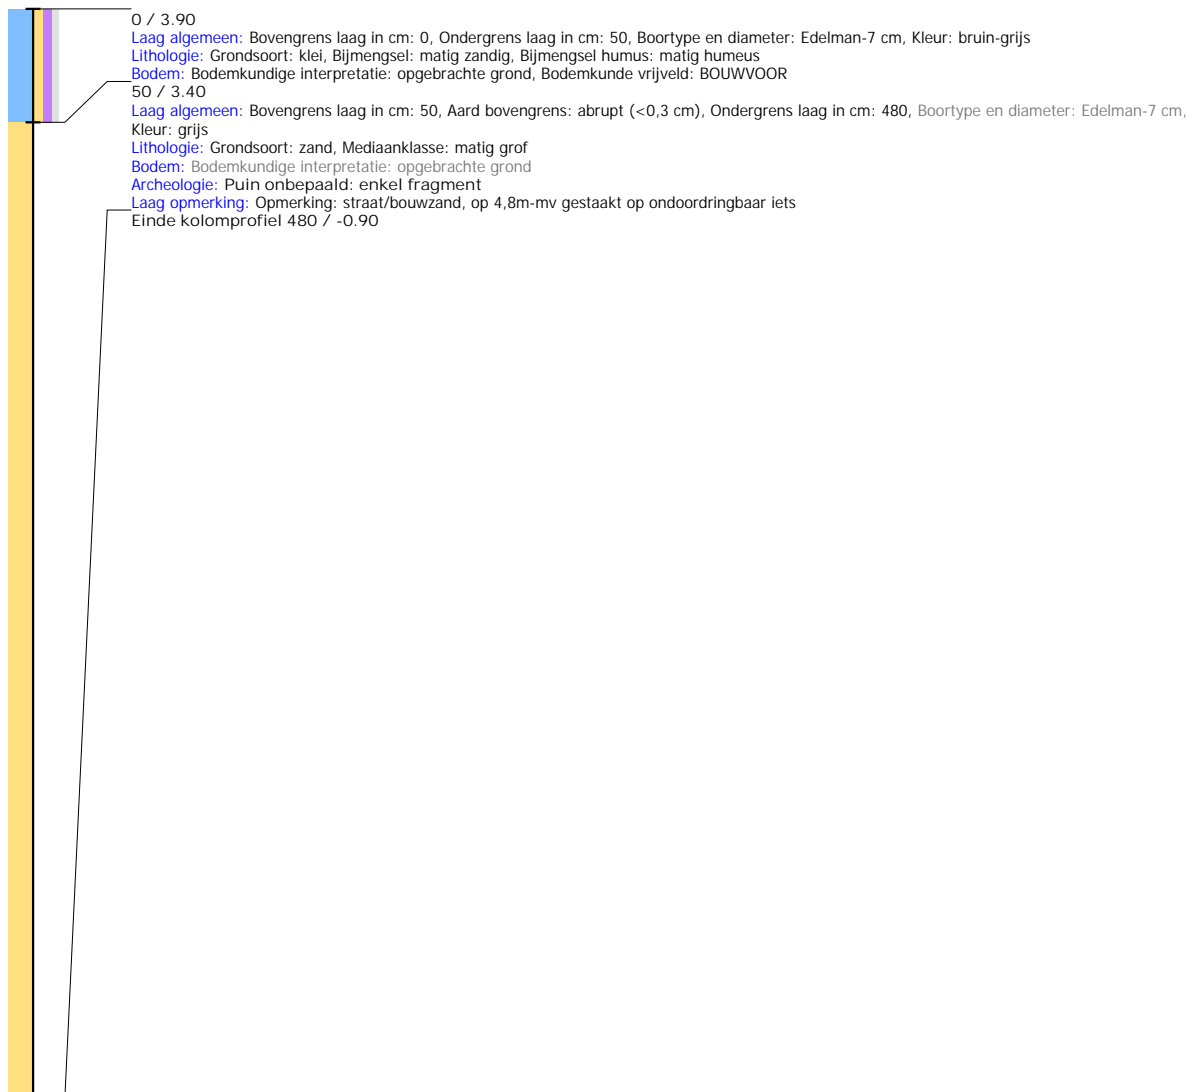 0 / 3.90
Laag algemeen: Bovengrens laag in cm: 0, Ondergrens laag in cm: 50, Boortype en diameter: Edelman-7 cm, Kleur: bruin-grijs
Lithologie: Grondsoort: klei, Bijmengsel: matig zandig, Bijmengsel humus: matig humeus
Bodem: Bodemkundige interpretatie: opgebrachte grond, Bodemkunde vrijveld: BOUWVOOR
50 / 3.40
Laag algemeen: Bovengrens laag in cm: 50, Aard bovengrens: abrupt (<0,3 cm), Ondergrens laag in cm: 480, Boortype en diameter: Edelman-7 cm,
Kleur: grijs
Lithologie: Grondsoort: zand, Mediaanklasse: matig grof
Bodem: Bodemkundige interpretatie: opgebrachte grond
Archeologie: Puin onbepaald: enkel fragment
Laag opmerking: Opmerking: straat/bouwzand, op 4,8m-mv gestaakt op ondoordringbaar iets
Einde kolomprofiel 480 / -0.90